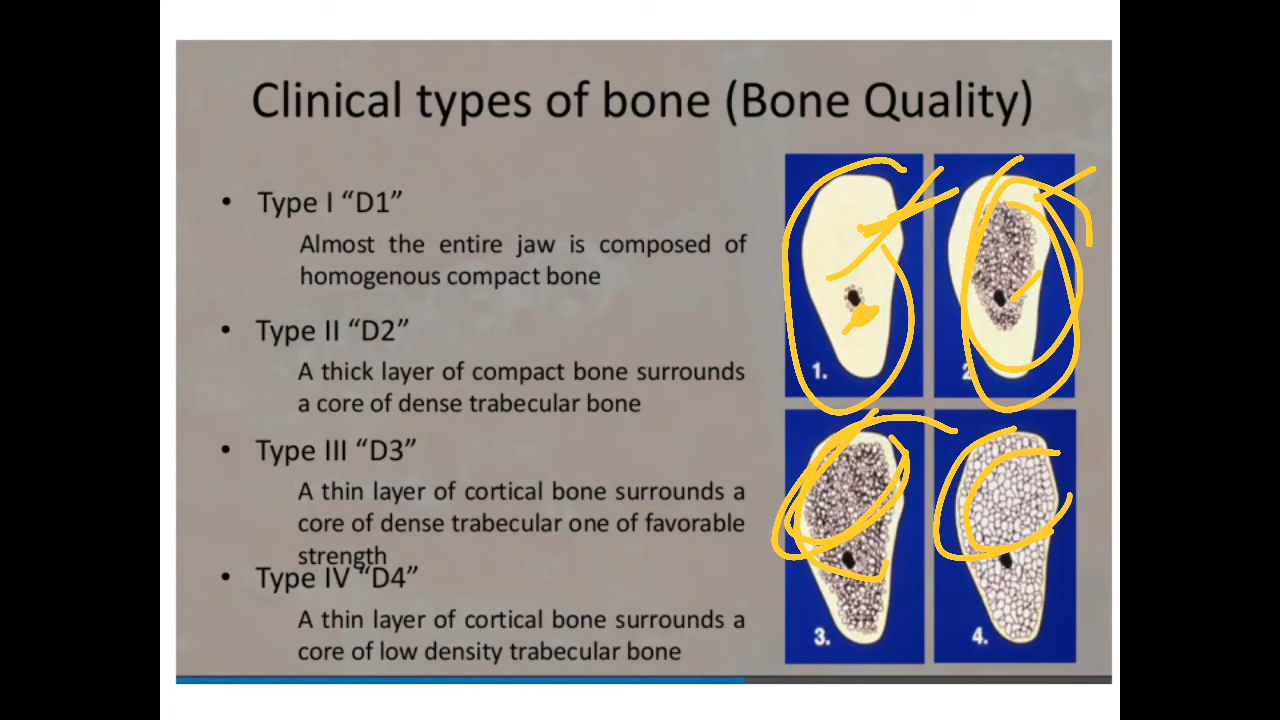 Clinical types of bone (Bone Quality)
• Type I “D1”
Almost the entire jaw is composed of
homogenous compact bone
• Type II “D2”
A thick layer of compact bone surrounds
a core of dense trabecular bone
• Type III “D3”
A thin layer of cortical bone surrounds a
core of dense trabecular one of favorable
strength
• Type IV “D4”
A thin layer of cortical bone surrounds a
core of low density trabecular bone
1.
2
3.
4.